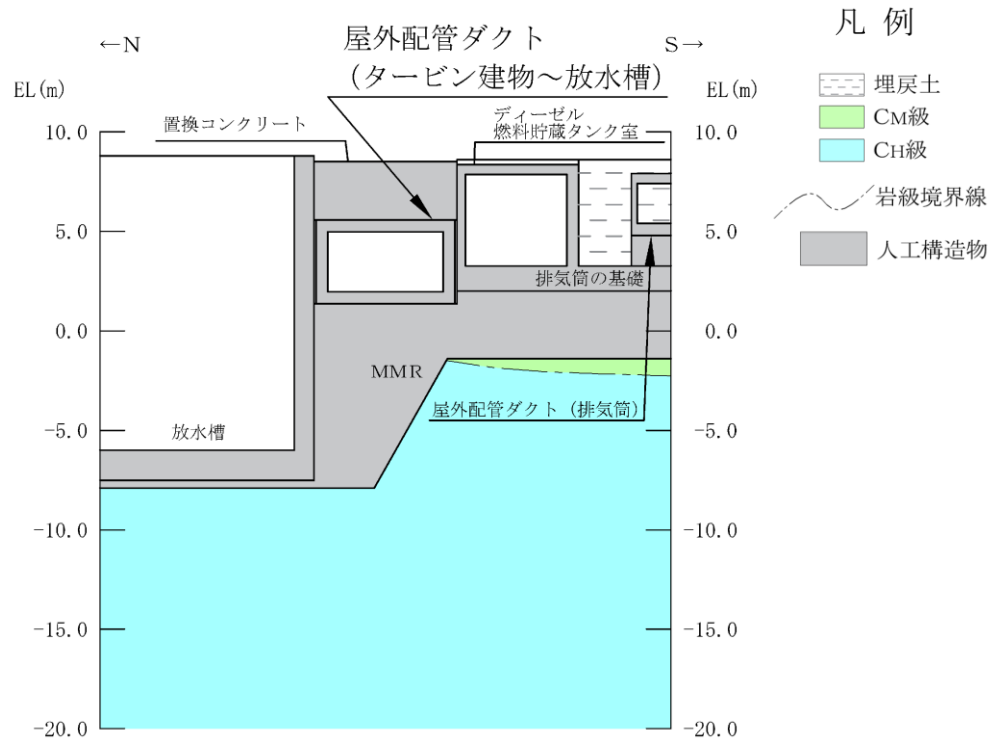 ←N
屋外配管ダクト
(タービン建物～放水槽)
S→
凡 例
EL(m)
EL(m)
埋戻土
CM級
CH級
岩級境界線
人工構造物
置換コンクリート
ディーゼル
燃料貯蔵タンク室
10.0
5.0
0.0
-5.0
-10.0
-15.0
-20.0
10.0
5.0
0.0
-5.0
-10.0
-15.0
-20.0
排気筒の基礎
MMR
屋外配管ダクト(排気筒)
放水槽